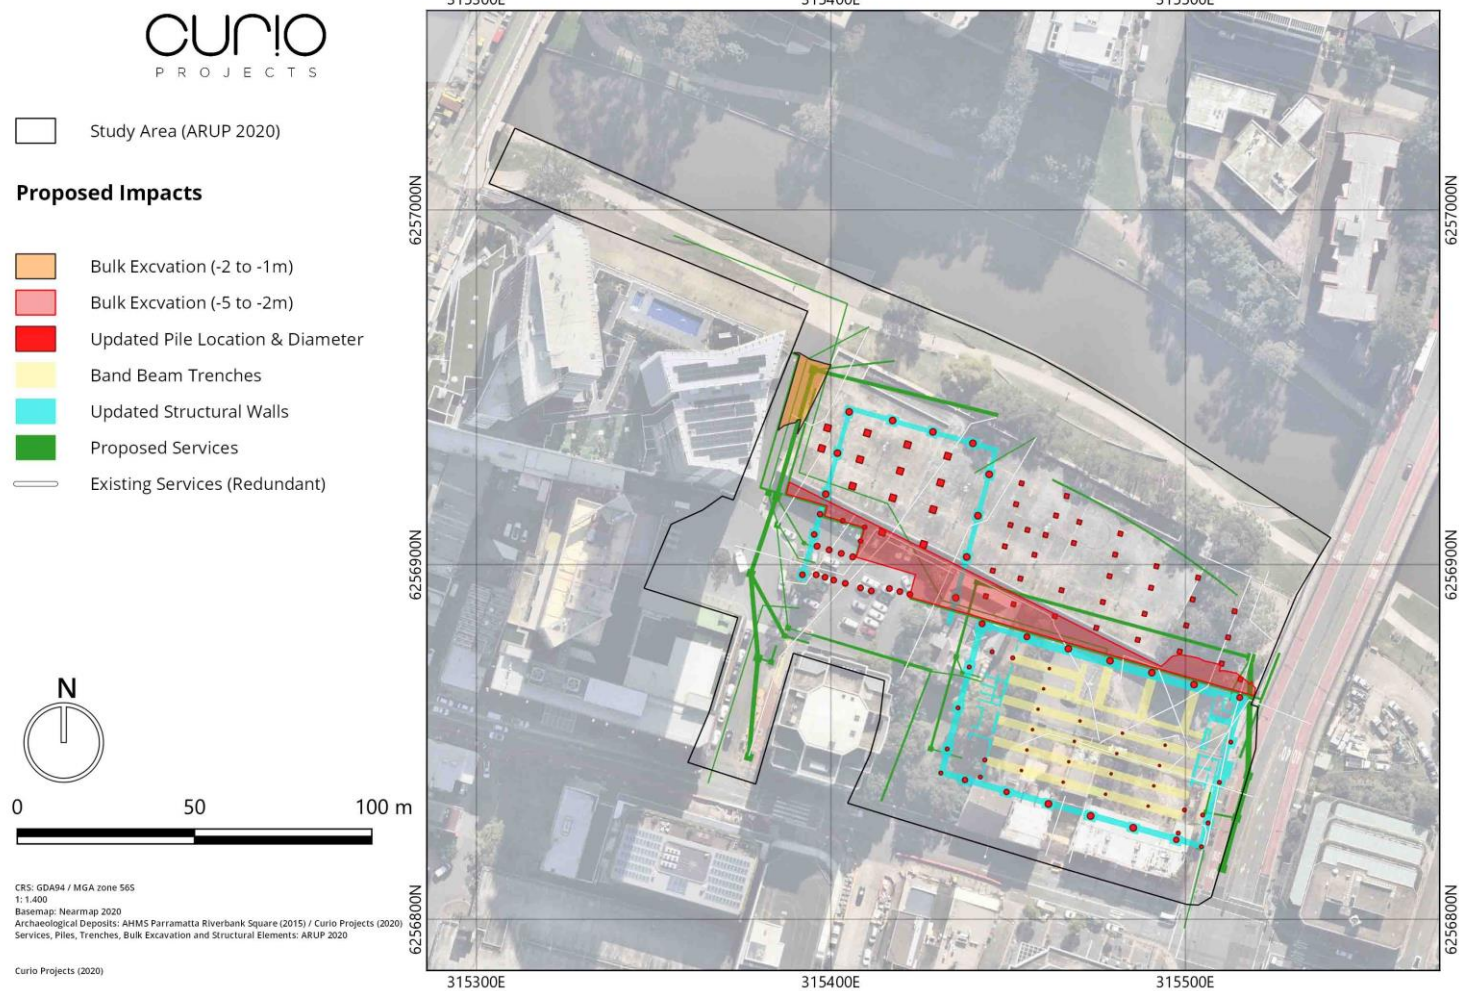 CURIO
PROJECTS
Study Area (ARUP 2020)
Proposed Impacts
Bulk Excvation (-2 to -1m)
Bulk Excvation (-5 to -2m)
Updated Pile Location & Diameter
Band Beam Trenches
Updated Structural Walls
Proposed Services
Existing Services (Redundant)
N
0 50 100 m
CRS: GDA94 / MGA zone 56S
1: 1.400
Basemap: Nearmap 2020
Archaeological Deposits: AHMS Parramatta Riverbank Square (2015) / Curio Projects (2020)
Services, Piles, Trenches, Bulk Excavation and Structural Elements: ARUP 2020
Curio Projects (2020)
315300E 315400E 315500E
6257000N 6257000N
6256900N 6256900N
6256800N 6256800N
315300E 315400E 315500E